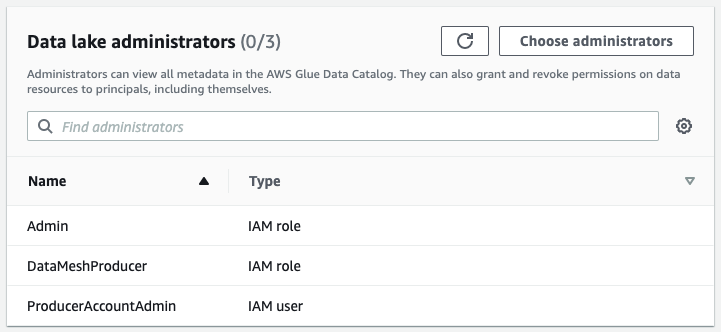 Data lake administrators (0/3)
Choose administrators
Administrators can view all metadata in the AWS Glue Data Catalog. They can also grant and revoke permissions on data
resources to principals, including themselves.
Find administrators
Name Type
Admin IAM role
DataMeshProducer IAM role
ProducerAccountAdmin IAM user